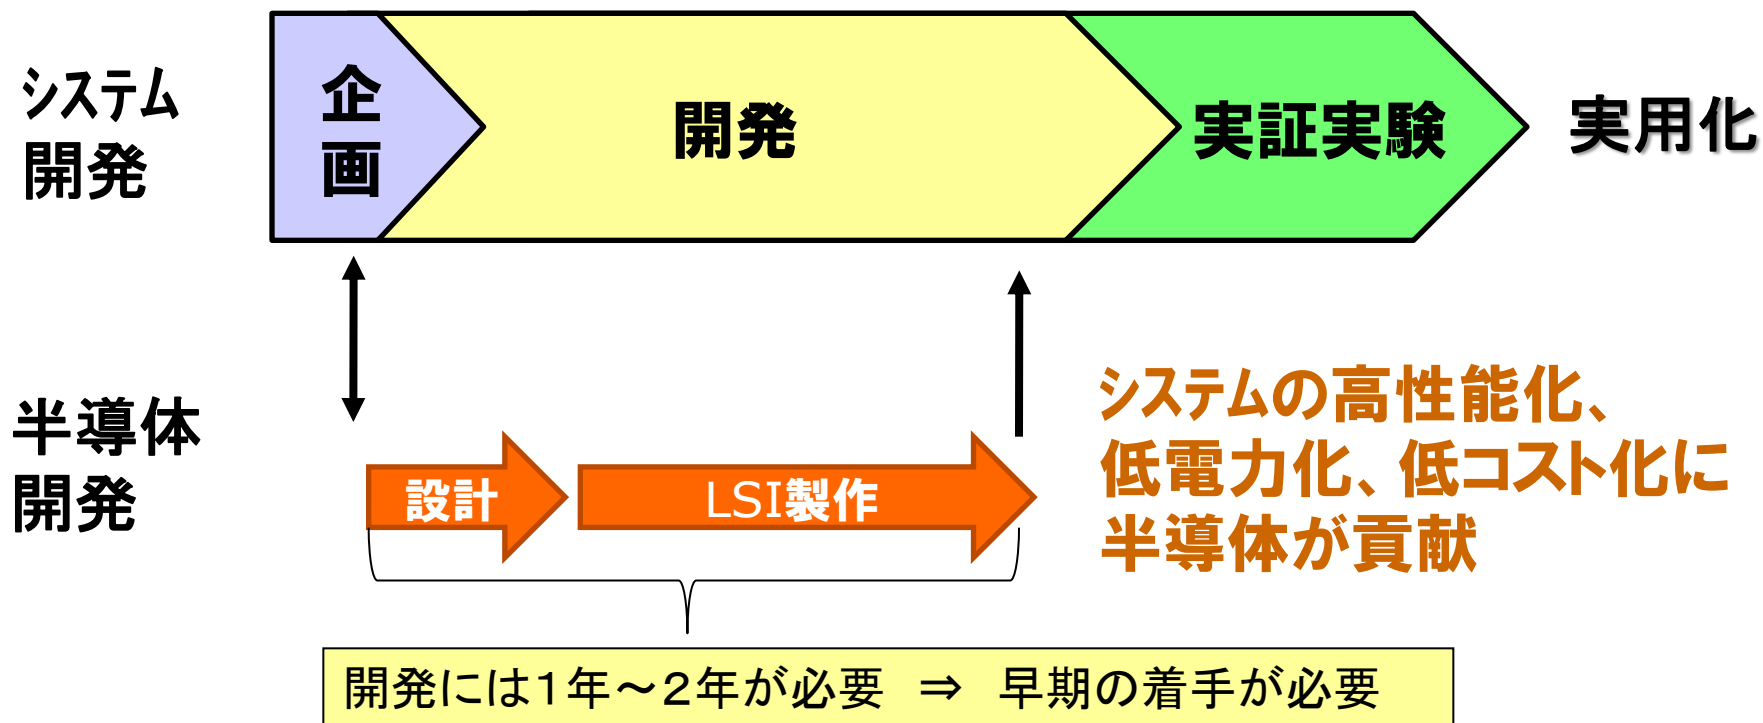 システム
開発
企
画
開発
実証実験
実用化
半導体
開発
設計
LSI製作
システムの高性能化、
低電力化、低コスト化に
半導体が貢献
開発には1年～2年が必要　⇒　早期の着手が必要